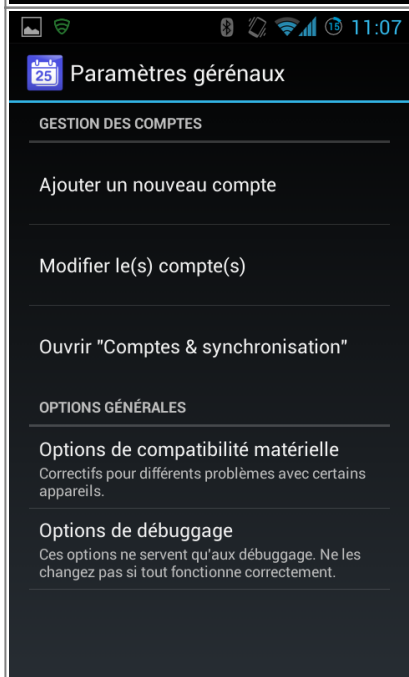 15 11:07
25 Paramètres gérénaux
GESTION DES COMPTES
Ajouter un nouveau compte
Modifier le(s) compte(s)
Ouvrir "Comptes & synchronisation"
OPTIONS GÉNÉRALES
Options de compatibilité matérielle
Correctifs pour différents problèmes avec certains
appareils.
Options de débuggage
Ces options ne servent qu'aux débuggage. Ne les
changez pas si tout fonctionne correctement.